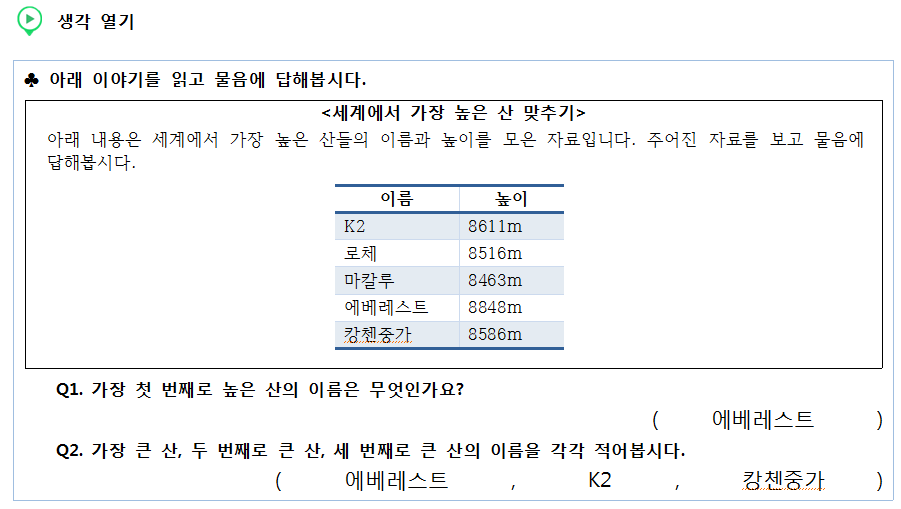 생각 열기
♣ 아래 이야기를 읽고 물음에 답해봅시다.
<세계에서 가장 높은 산 맞추기>
아래 내용은 세계에서 가장 높은 산들의 이름과 높이를 모은 자료입니다. 주어진 자료를 보고 물음에
답해봅시다.
이름 높이
K2 8611m
로체 8516m
마칼루 8463m
에베레스트 8848m
캉첸중가 8586m
Q1. 가장 첫 번째로 높은 산의 이름은 무엇인가요?
( 에베레스트 )
Q2. 가장 큰 산, 두 번째로 큰 산, 세 번째로 큰 산의 이름을 각각 적어봅시다.
( 에베레스트 , K2 , 캉첸중가 )